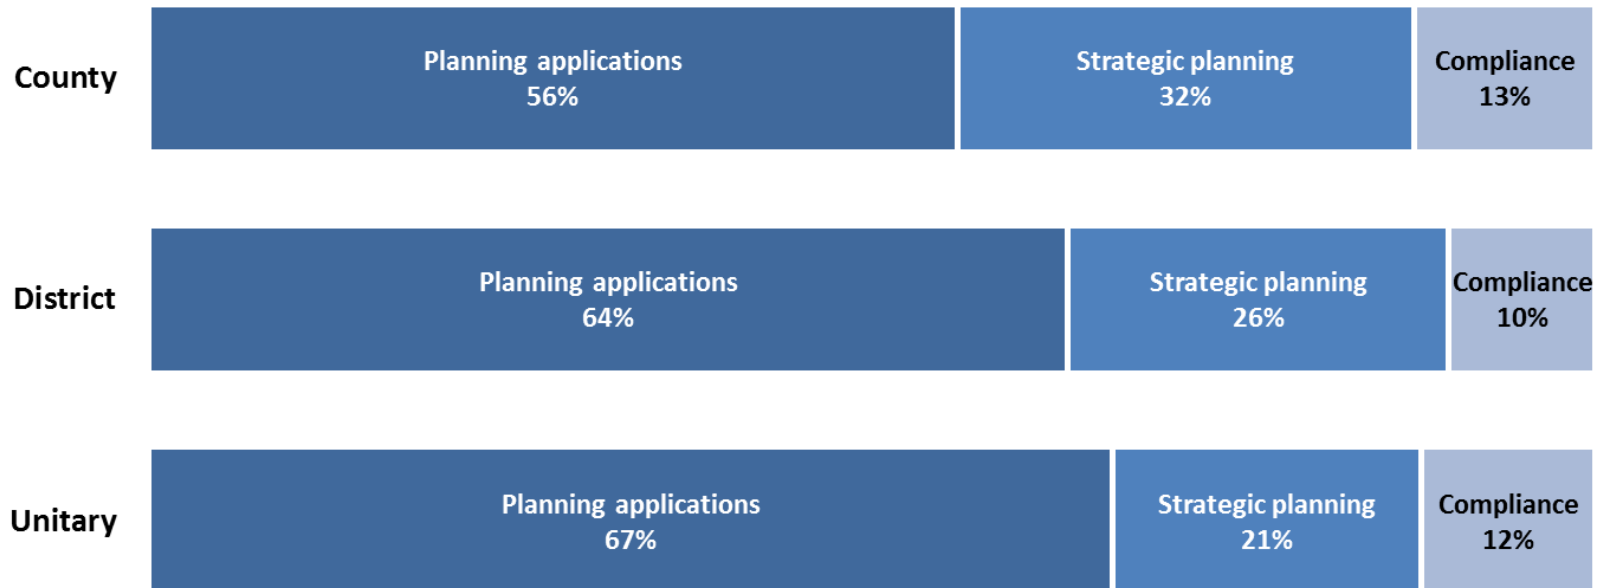 County
Planning applications
56%
Strategic planning
32%
Compliance
13%
District
Planning applications
64%
Strategic planning
26%
Compliance
10%
Unitary
Planning applications
67%
Strategic planning
21%
Compliance
12%